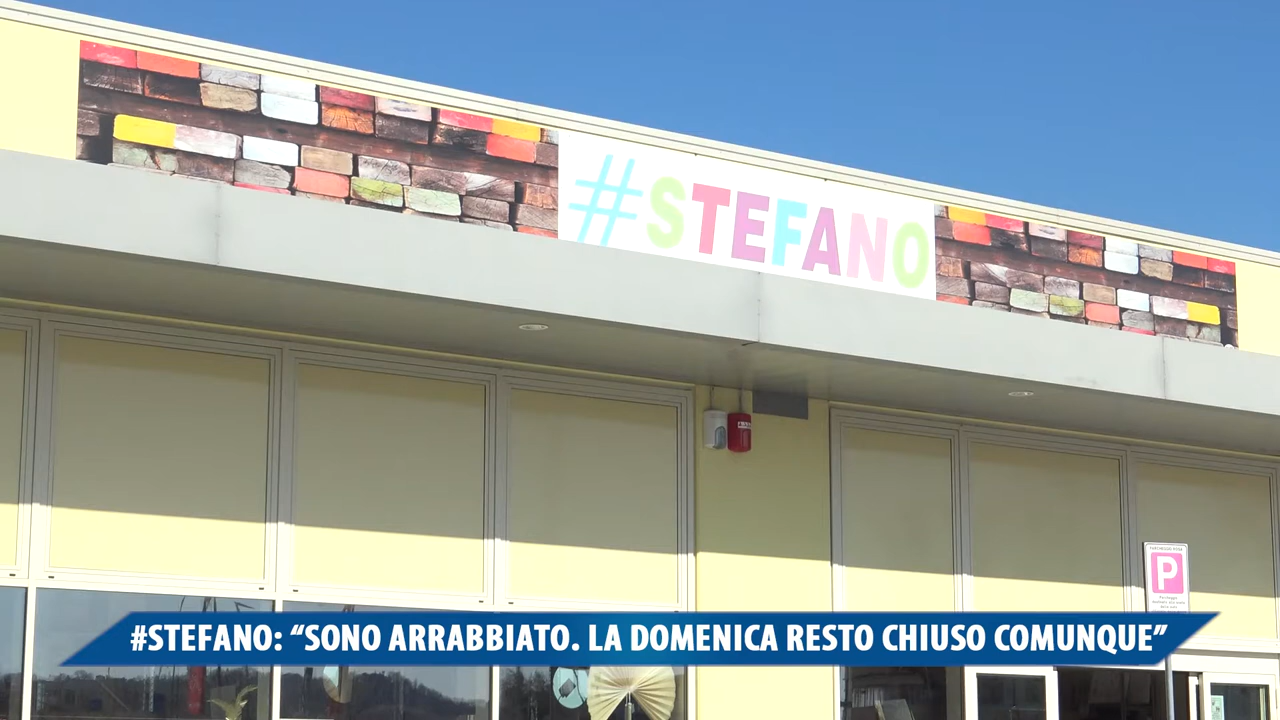 #STEFANO
P
#STEFANO: “SONO ARRABBIATO. LA DOMENICA RESTO CHIUSO COMUNQUE”